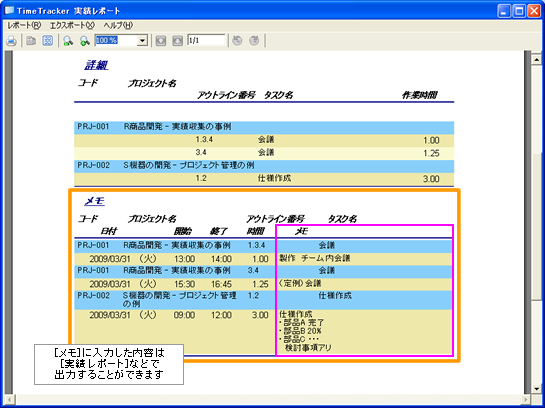 TimeTracker 実績レポート
レポート(R) エクスポート(X) ヘルプ(H)
100 % 1/1
詳細
コード プロジェクト名
アウトライン番号 タスク名 作業時間
PRJ-001 R商品開発 - 実績収集の事例
1.3.4 会議 1.00
3.4 会議 1.25
PRJ-002 S機器の開発 - プロジェクト管理の例
1.2 仕様作成 3.00
メモ
コード プロジェクト名 アウトライン番号 タスク名
日付 開始 終了 時間 メモ
PRJ-001 R商品開発 - 実績収集の事例 1.3.4 会議
2009/03/31 (火) 13:00 14:00 1.00 製作 チーム内会議
PRJ-001 R商品開発 - 実績収集の事例 3.4 会議
2009/03/31 (火) 15:30 16:45 1.25 (定例)会議
PRJ-002 S機器の開発 - プロジェクト管理 1.2 仕様作成
の例
2009/03/31 (火) 09:00 12:00 3.00 仕様作成
・部品A 完了
・部品B 20%
・部品C ・・・
検討事項アリ
[メモ]に入力した内容は
[実績レポート]などで
出力することができます